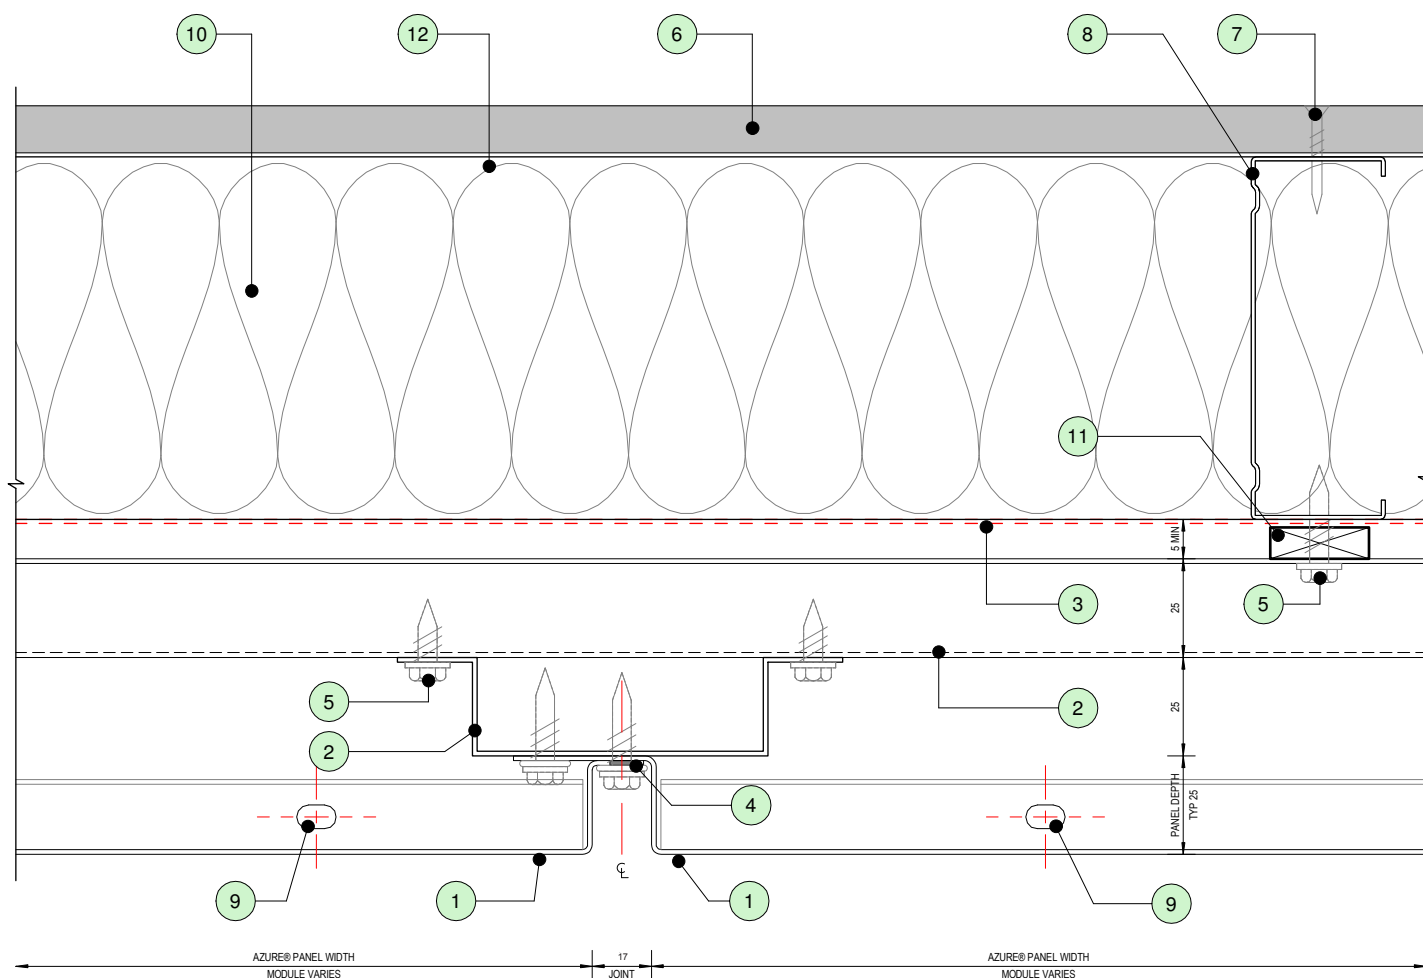 10
12
6
8
7
11
5 MIN
3
5
25
5
2
2
25
4
PANEL DEPTH
TYP 25
9
1
℄
1
9
AZURE® PANEL WIDTH
MODULE VARIES
17
JOINT
AZURE® PANEL WIDTH
MODULE VARIES